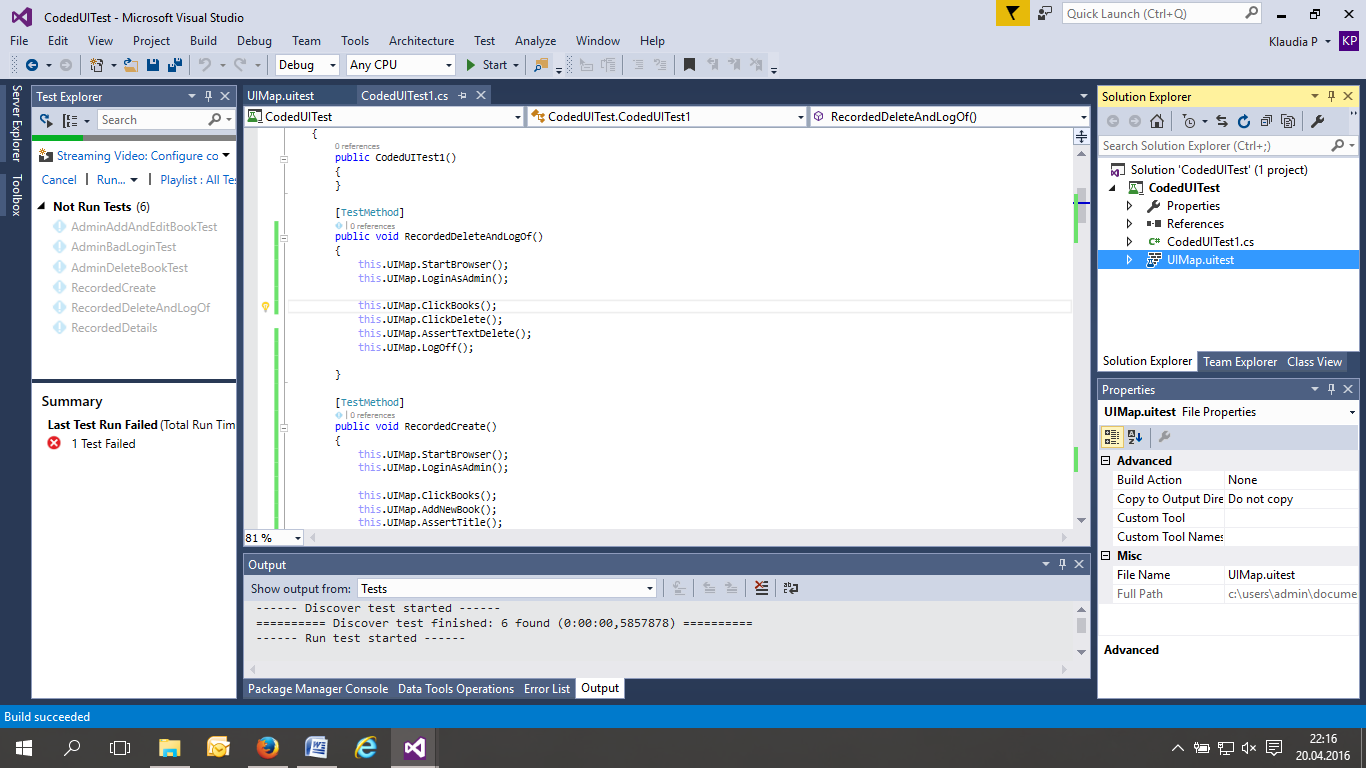 CodedUITest - Microsoft Visual Studio
Quick Launch (Ctrl+Q)
File Edit View Project Build Debug Team Tools Architecture Test Analyze Window Help
Klaudia P KP
Debug Any CPU Start
Server Explorer
Toolbox
Test Explorer
Search
Streaming Video: Configure co
Cancel | Run... | Playlist : All Tes
Not Run Tests (6)
AdminAddAndEditBookTest
AdminBadLoginTest
AdminDeleteBookTest
RecordedCreate
RecordedDeleteAndLogOf
RecordedDetails
Summary
Last Test Run Failed (Total Run Tim
1 Test Failed
UIMap.uitest CodedUITest1.cs
CodedUITest CodedUITest.CodedUITest1 RecordedDeleteAndLogOf()
{
0 references
public CodedUITest1()
{
}
[TestMethod]
| 0 references
public void RecordedDeleteAndLogOf()
{
this.UIMap.StartBrowser();
this.UIMap.LoginAsAdmin();
this.UIMap.ClickBooks();
this.UIMap.ClickDelete();
this.UIMap.AssertTextDelete();
this.UIMap.LogOff();
}
[TestMethod]
| 0 references
public void RecordedCreate()
{
this.UIMap.StartBrowser();
this.UIMap.LoginAsAdmin();
this.UIMap.ClickBooks();
this.UIMap.AddNewBook();
this.UIMap.AssertTitle();
81 %
Output
Show output from: Tests
------ Discover test started ------
========== Discover test finished: 6 found (0:00:00,5857878) ==========
------ Run test started ------
Package Manager Console Data Tools Operations Error List Output
Solution Explorer
Search Solution Explorer (Ctrl+;)
Solution 'CodedUITest' (1 project)
CodedUITest
Properties
References
C# CodedUITest1.cs
UIMap.uitest
Solution Explorer Team Explorer Class View
Properties
UIMap.uitest File Properties
Advanced
Build Action None
Copy to Output Dire Do not copy
Custom Tool
Custom Tool Names
Misc
File Name UIMap.uitest
Full Path c:\users\admin\docume
Advanced
Build succeeded
22:16
20.04.2016